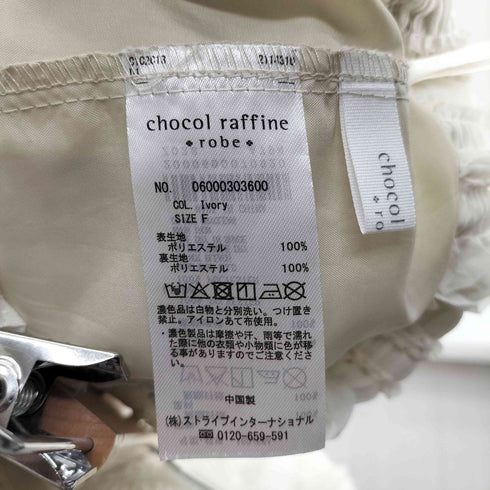 chocol raffine
robe
NO. D6000303600
COL. Ivory
SIZE F
表生地
ポリエステル 100%
裏生地
ポリエステル 100%
濃色品は白物と分別洗い。つけ置き
禁止。アイロンあて布使用。
濃色製品は摩擦や汗、雨等で濡れ
た際に他の衣類や小物類に色が移
る事がありますのでご注意ください。
中国製
(株)ストライプインターナショナル
0120-659-591
chocol
robe